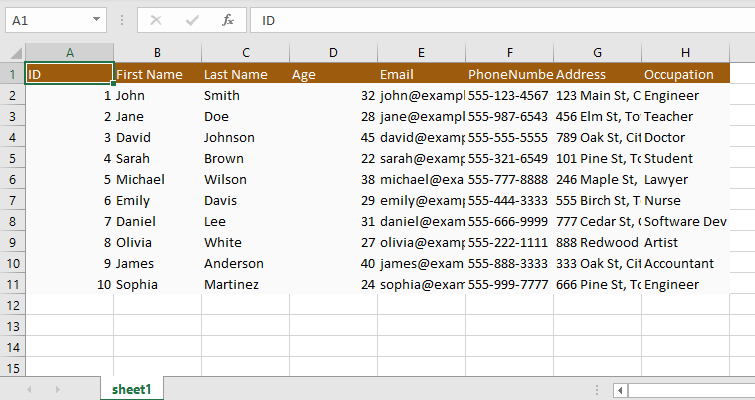 A1 fx ID
A B C D E F G H
1 ID First Name Last Name Age Email PhoneNumbe Address Occupation
2 1 John Smith 32 john@exampl 555-123-4567 123 Main St, C Engineer
3 2 Jane Doe 28 jane@examp 555-987-6543 456 Elm St, To Teacher
4 3 David Johnson 45 david@examp 555-555-5555 789 Oak St, Cit Doctor
5 4 Sarah Brown 22 sarah@examp 555-321-6549 101 Pine St, To Student
6 5 Michael Wilson 38 michael@exa 555-777-8888 246 Maple St, Lawyer
7 6 Emily Davis 29 emily@examp 555-444-3333 555 Birch St, T Nurse
8 7 Daniel Lee 31 daniel@exam 555-666-9999 777 Cedar St, Software Dev
9 8 Olivia White 27 olivia@examp 555-222-1111 888 Redwood Artist
10 9 James Anderson 40 james@exam 555-888-3333 333 Oak St, Cit Accountant
11 10 Sophia Martinez 24 sophia@exam 555-999-7777 666 Pine St, To Engineer
12
13
14
15
sheet1